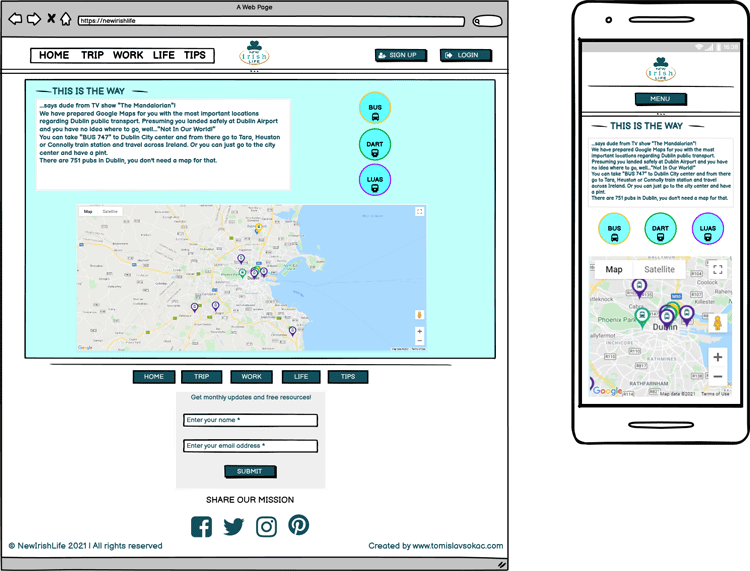 A Web Page
https://newirishlife
HOME TRIP WORK LIFE TIPS
NEW
Irish
LIFE
SIGN UP
LOGIN
THIS IS THE WAY
...says dude from TV show "The Mandalorian"!
We have prepared Google Maps for you with the most important locations
regarding Dublin public transport. Presuming you landed safely at Dublin Airport
and you have no idea where to go, well..."Not In Our World!"
You can take "BUS 747" to Dublin City center and from there go to Tara, Heuston
or Connolly train station and travel across Ireland. Or you can just go to the city
center and have a pint.
There are 751 pubs in Dublin, you don't need a map for that.
BUS
DART
LUAS
Map Satellite
Google
HOME TRIP WORK LIFE TIPS
Get monthly updates and free resources!
Enter your name *
Enter your email address *
SUBMIT
SHARE OUR MISSION
© NewIrishLife 2021 | All rights reserved
Created by www.tomislavsokac.com
NEW
Irish
LIFE
MENU
THIS IS THE WAY
...says dude from TV show "The Mandalorian"!
We have prepared Google Maps for you with the most
important locations regarding Dublin public transport.
Presuming you landed safely at Dublin Airport and you have
no idea where to go, well..."Not In Our World!"
You can take "BUS 747" to Dublin City center and from there
go to Tara, Heuston or Connolly train station and travel
across Ireland. Or you can just go to the city center and have
a pint.
There are 751 pubs in Dublin, you don't need a map for that.
BUS DART LUAS
Map Satellite
Dublin
RATHMINES
RATHFARNHAM
Google
Map data ©2021 Terms of Use